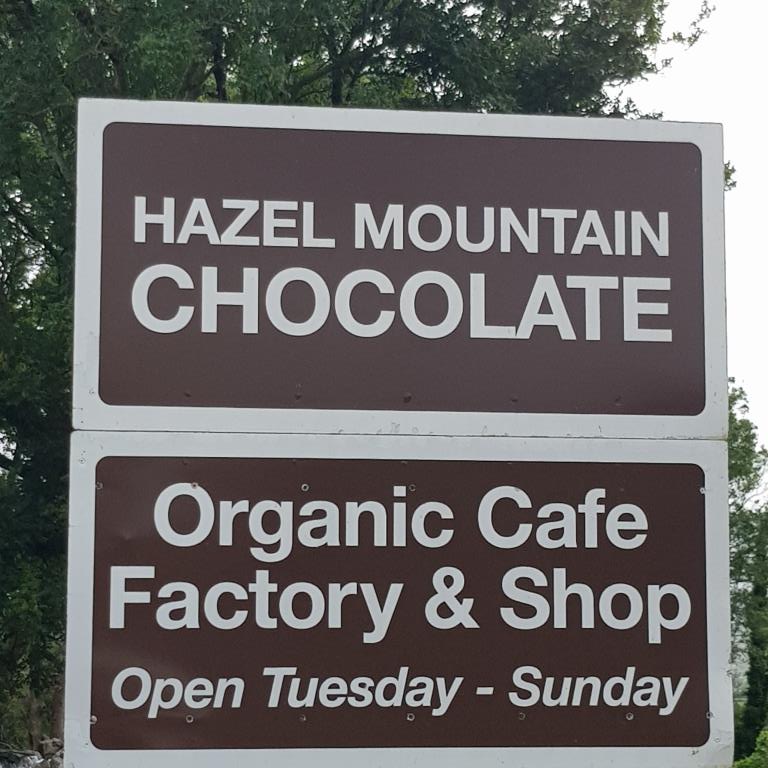 HAZEL MOUNTAIN
CHOCOLATE
Organic Cafe
Factory & Shop
Open Tuesday - Sunday